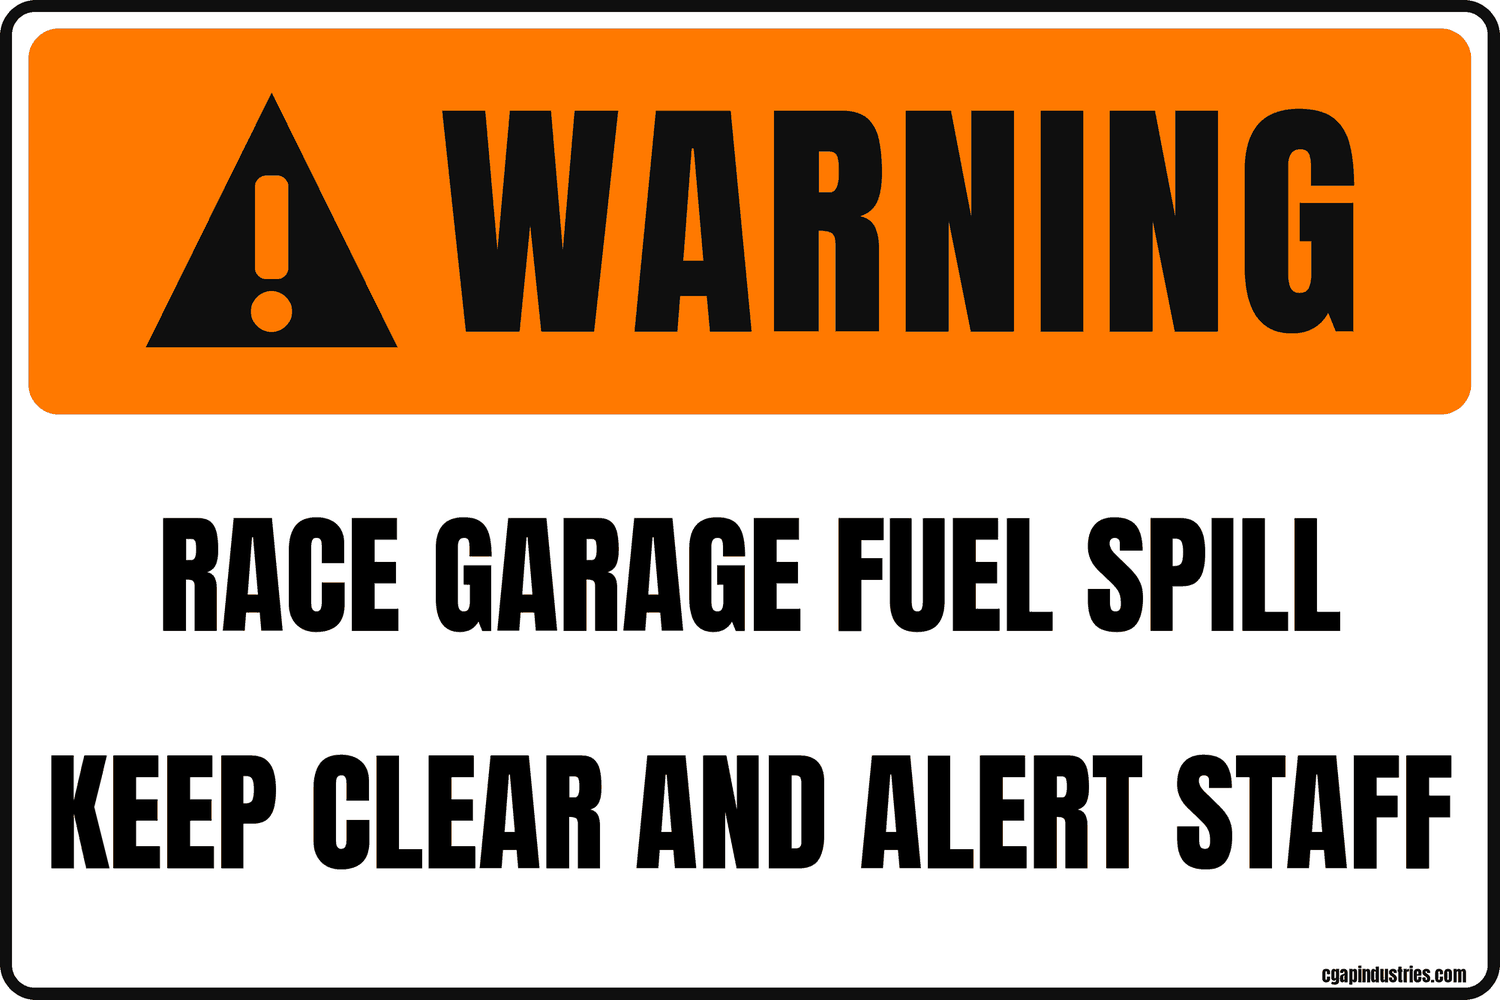 WARNING
RACE GARAGE FUEL SPILL
KEEP CLEAR AND ALERT STAFF
cgapindustries.com